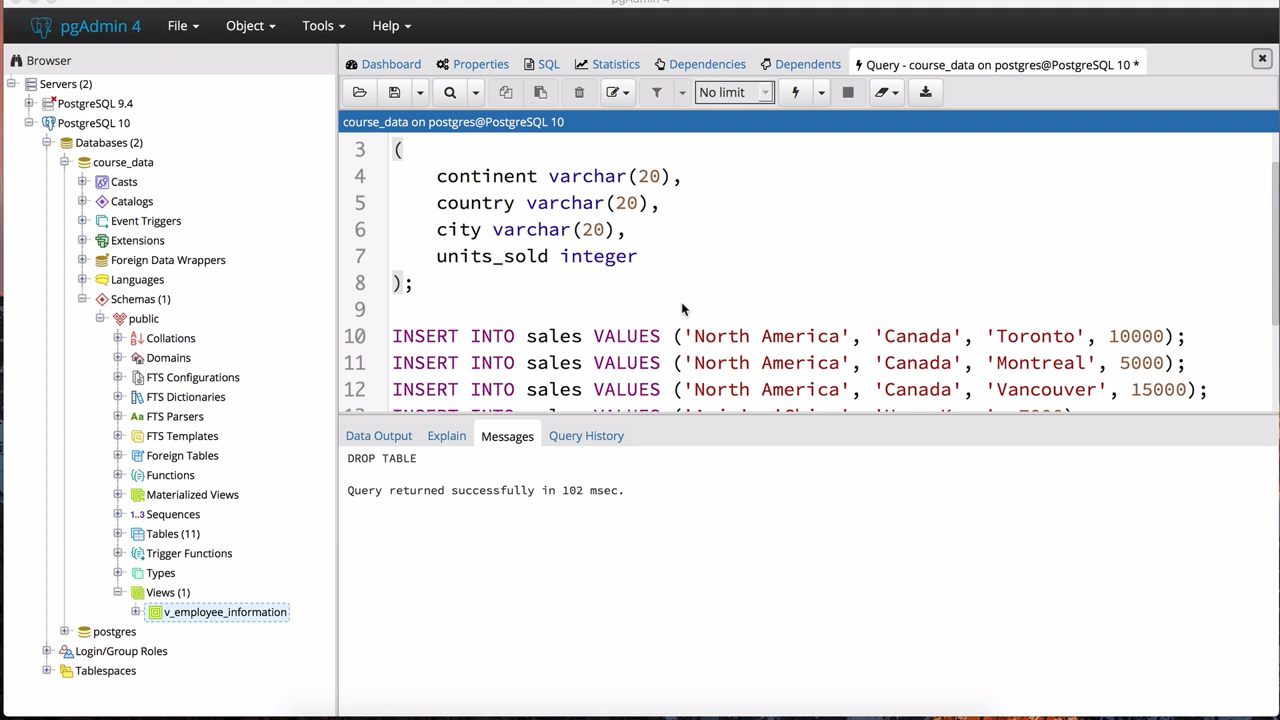 pgAdmin 4
pgAdmin 4 File Object Tools Help
Browser
Servers (2)
PostgreSQL 9.4
PostgreSQL 10
Databases (2)
course_data
Casts
Catalogs
Event Triggers
Extensions
Foreign Data Wrappers
Languages
Schemas (1)
public
Collations
Domains
FTS Configurations
FTS Dictionaries
FTS Parsers
FTS Templates
Foreign Tables
Functions
Materialized Views
1..3 Sequences
Tables (11)
Trigger Functions
Types
Views (1)
v_employee_information
postgres
Login/Group Roles
Tablespaces
Dashboard Properties SQL Statistics Dependencies Dependents Query - course_data on postgres@PostgreSQL 10 *
No limit
course_data on postgres@PostgreSQL 10
3 (
4 continent varchar(20),
5 country varchar(20),
6 city varchar(20),
7 units_sold integer
8 );
9
10 INSERT INTO sales VALUES ('North America', 'Canada', 'Toronto', 10000);
11 INSERT INTO sales VALUES ('North America', 'Canada', 'Montreal', 5000);
12 INSERT INTO sales VALUES ('North America', 'Canada', 'Vancouver', 15000);
Data Output Explain Messages Query History
DROP TABLE
Query returned successfully in 102 msec.